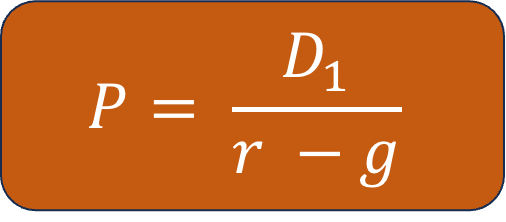 P = D₁ / (r − g)